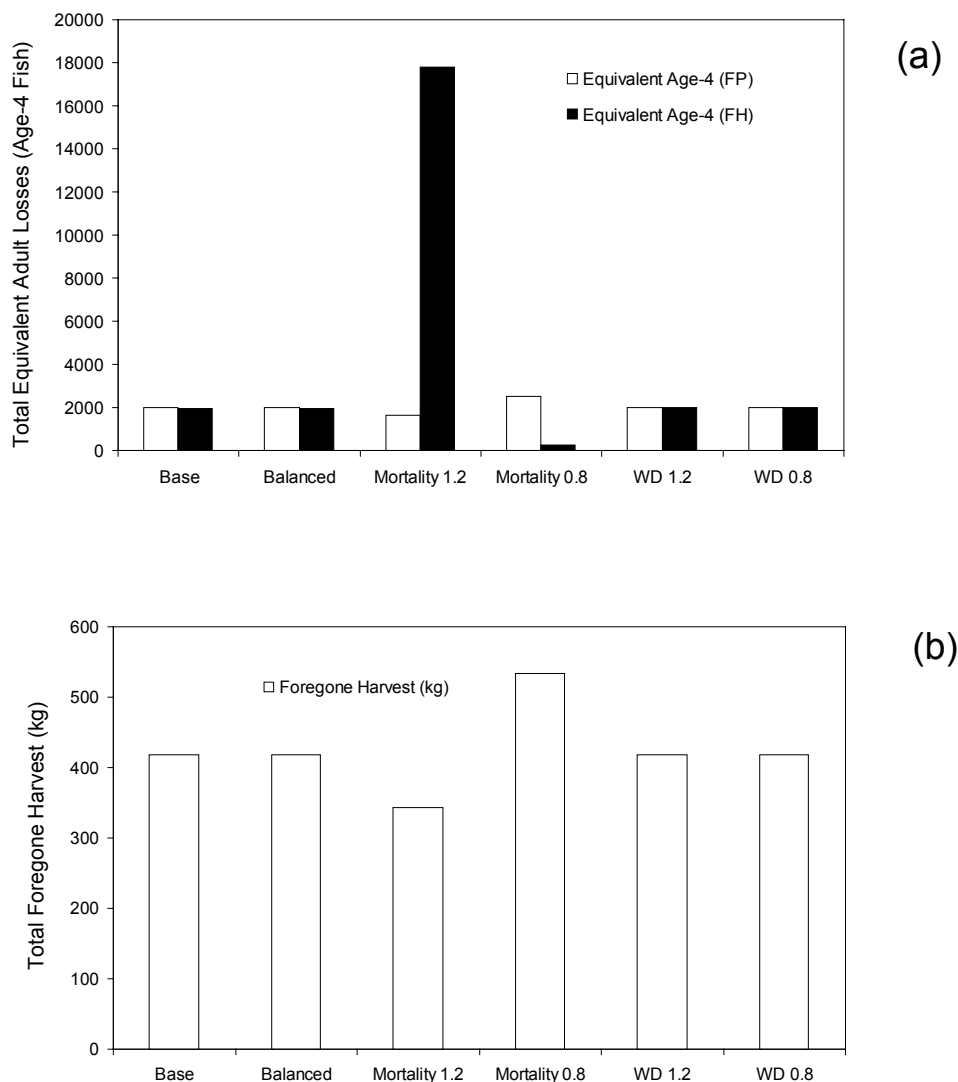 (a)
Total Equivalent Adult Losses (Age-4 Fish)
20000
18000
16000
14000
12000
10000
8000
6000
4000
2000
0
Equivalent Age-4 (FP)
Equivalent Age-4 (FH)
Base Balanced Mortality 1.2 Mortality 0.8 WD 1.2 WD 0.8
(b)
Total Foregone Harvest (kg)
600
500
400
300
200
100
0
Foregone Harvest (kg)
Base Balanced Mortality 1.2 Mortality 0.8 WD 1.2 WD 0.8